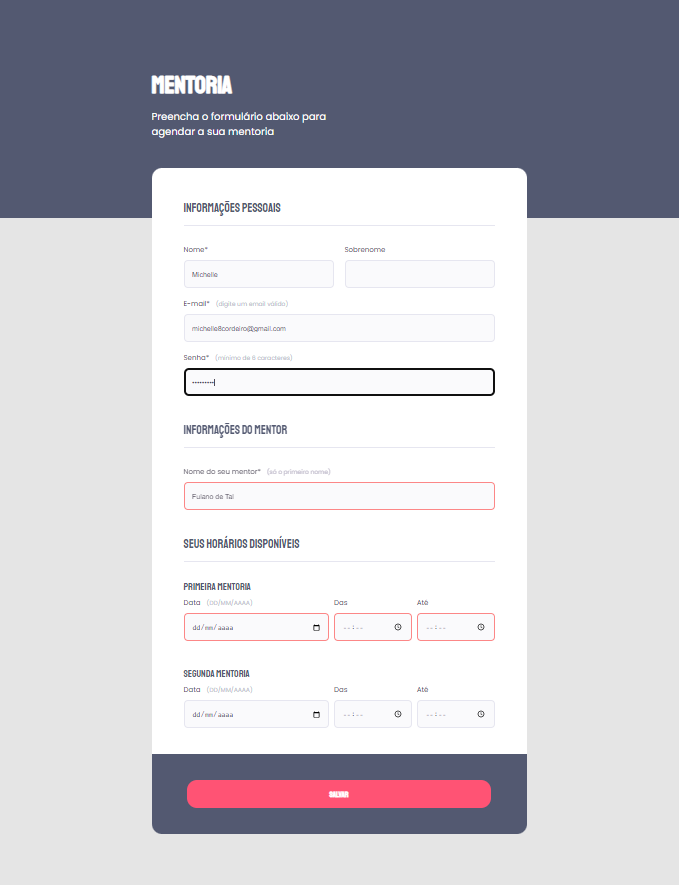 MENTORIA
Preencha o formulário abaixo para
agendar a sua mentoria
INFORMAÇÕES PESSOAIS
Nome* Sobrenome
Michelle
E-mail* (digite um email válido)
michelle8cordeiro@gmail.com
Senha* (mínimo de 6 caracteres)
•••••••••
INFORMAÇÕES DO MENTOR
Nome do seu mentor* (só o primeiro nome)
Fulano de Tal
SEUS HORÁRIOS DISPONÍVEIS
PRIMEIRA MENTORIA
Data (DD/MM/AAAA) Das Até
dd/mm/aaaa --:-- --:--
SEGUNDA MENTORIA
Data (DD/MM/AAAA) Das Até
dd/mm/aaaa --:-- --:--
SALVAR